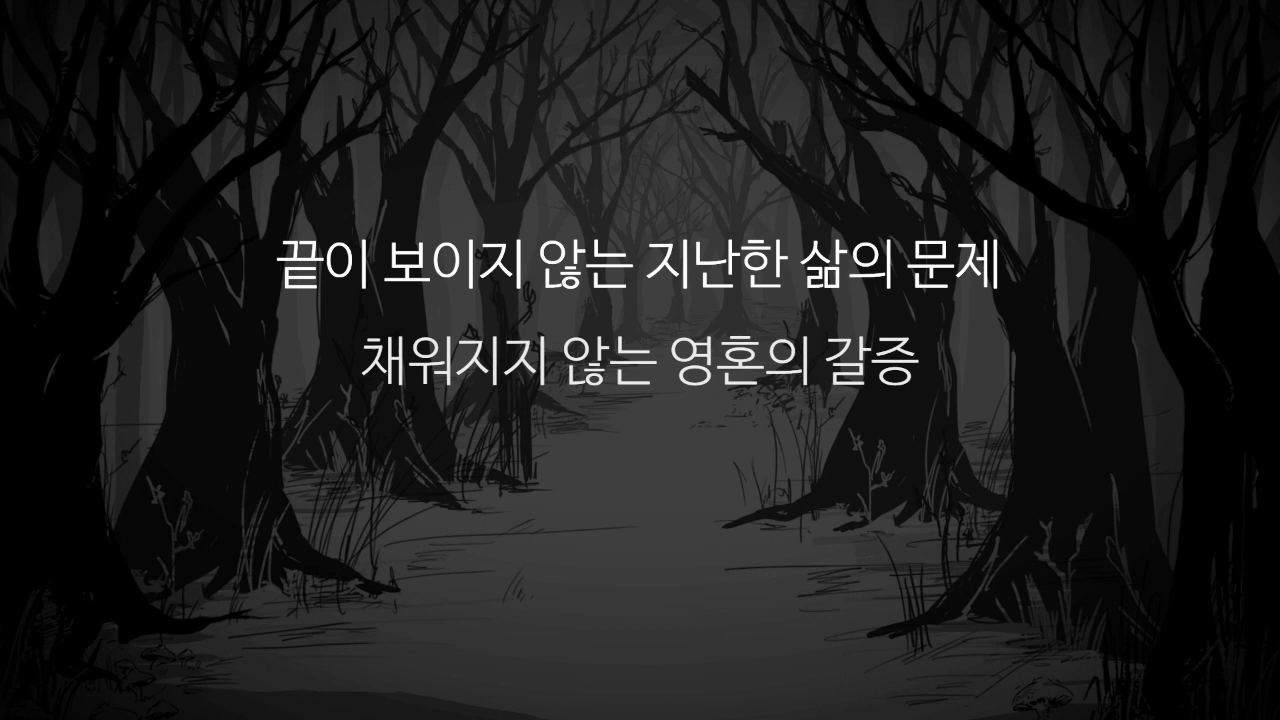 끝이 보이지 않는 지난한 삶의 문제
채워지지 않는 영혼의 갈증